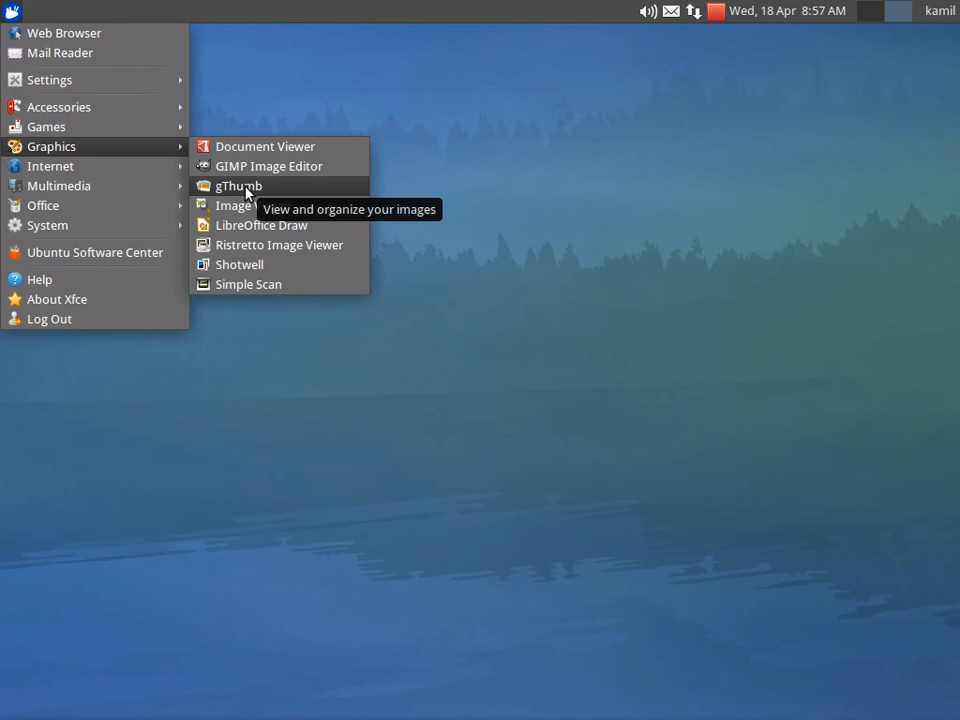 Wed, 18 Apr 8:57 AM
kamil
Web Browser
Mail Reader
Settings
Accessories
Games
Graphics
Internet
Multimedia
Office
System
Ubuntu Software Center
Help
About Xfce
Log Out
Document Viewer
GIMP Image Editor
gThumb
Image
View and organize your images
LibreOffice Draw
Ristretto Image Viewer
Shotwell
Simple Scan